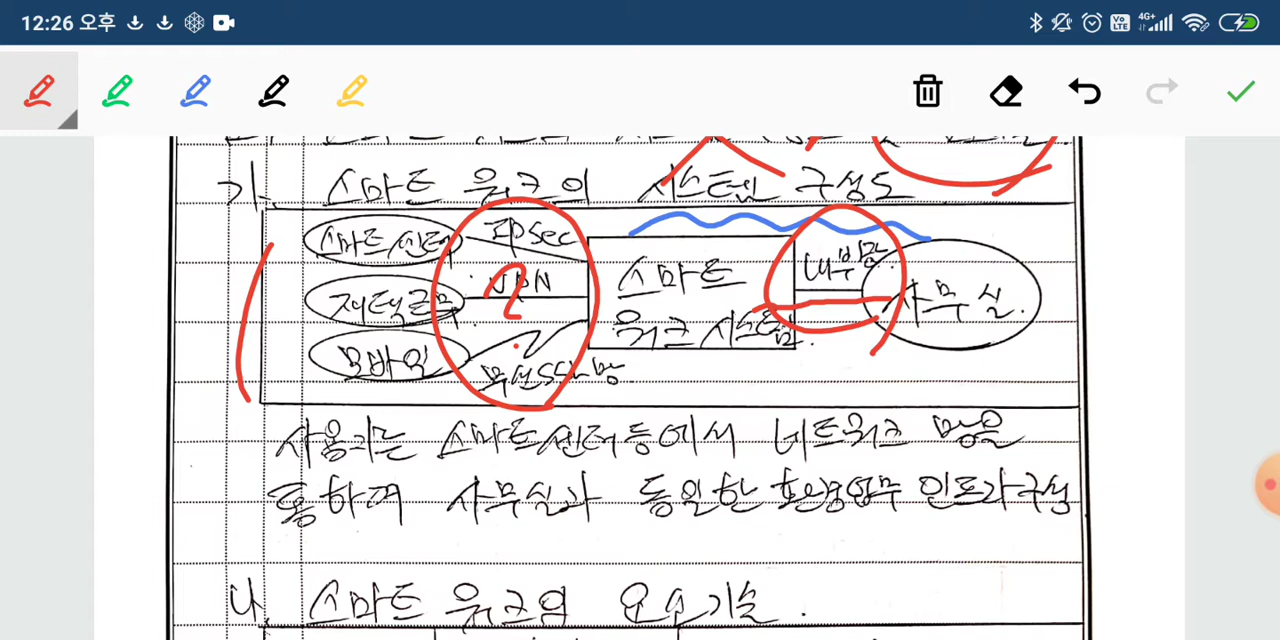 12:26 오후
Vo LTE 4G+
가. 스마트 워크의 시스템 구성도
스마트센터 IPsec
VPN 스마트 내부망 사무실.
재택근무 워크 시스템.
모바일
무선 망
사용자는 스마트센터등에서 네트워크 망을
통하여 사무실과 동일한 환경업무 인프라구성
나. 스마트 워크의 요소기술.